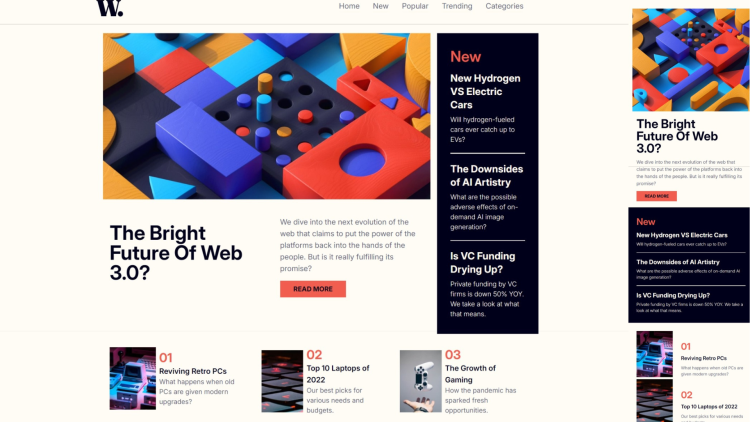 W.
Home New Popular Trending Categories
The Bright
Future Of Web
3.0?
We dive into the next evolution of the
web that claims to put the power of the
platforms back into the hands of the
people. But is it really fulfilling its
promise?
READ MORE
New
New Hydrogen
VS Electric
Cars
Will hydrogen-fueled
cars ever catch up to
EVs?
The Downsides
of AI Artistry
What are the possible
adverse effects of on-
demand AI image
generation?
Is VC Funding
Drying Up?
Private funding by VC
firms is down 50% YOY.
We take a look at what
that means.
01
Reviving Retro PCs
What happens when old
PCs are given modern
upgrades?
02
Top 10 Laptops of
2022
Our best picks for
various needs and
budgets.
03
The Growth of
Gaming
How the pandemic has
sparked fresh
opportunities.
The Bright
Future Of Web
3.0?
We dive into the next evolution of the web that
claims to put the power of the platforms back into
the hands of the people. But is it really fulfilling its
promise?
READ MORE
New
New Hydrogen VS Electric Cars
Will hydrogen-fueled cars ever catch up to EVs?
The Downsides of AI Artistry
What are the possible adverse effects of on-demand AI
image generation?
Is VC Funding Drying Up?
Private funding by VC firms is down 50% YOY. We take a
look at what that means.
01
Reviving Retro PCs
What happens when old PCs are
given modern upgrades?
02
Top 10 Laptops of 2022
Our best picks for various needs